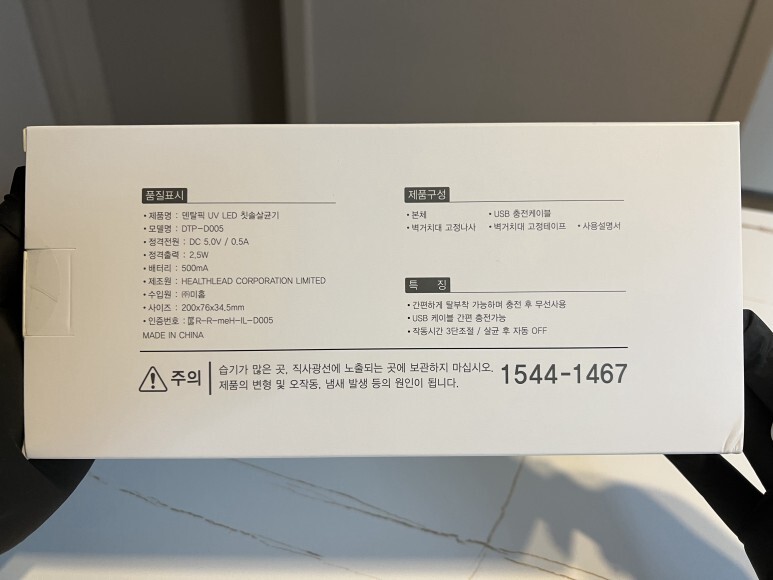 품질표시
• 제품명 : 덴탈픽 UV LED 칫솔살균기
• 모델명 : DTP-D005
• 정격전원 : DC 5.0V / 0.5A
• 정격출력 : 2.5W
• 배터리 : 500mA
• 제조원 : HEALTHLEAD CORPORATION LIMITED
• 수입원 : ㈜이홈
• 사이즈 : 200x76x34,5mm
• 인증번호 : R-R-meH-IL-D005
MADE IN CHINA
제품구성
• 본체 • USB 충전케이블
• 벽거치대 고정나사 • 벽거치대 고정테이프 • 사용설명서
특 징
• 간편하게 탈부착 가능하며 충전 후 무선사용
• USB 케이블 간편 충전가능
• 작동시간 3단조절 / 살균 후 자동 OFF
주의
습기가 많은 곳, 직사광선에 노출되는 곳에 보관하지 마십시오.
제품의 변형 및 오작동, 냄새 발생 등의 원인이 됩니다.
1544-1467